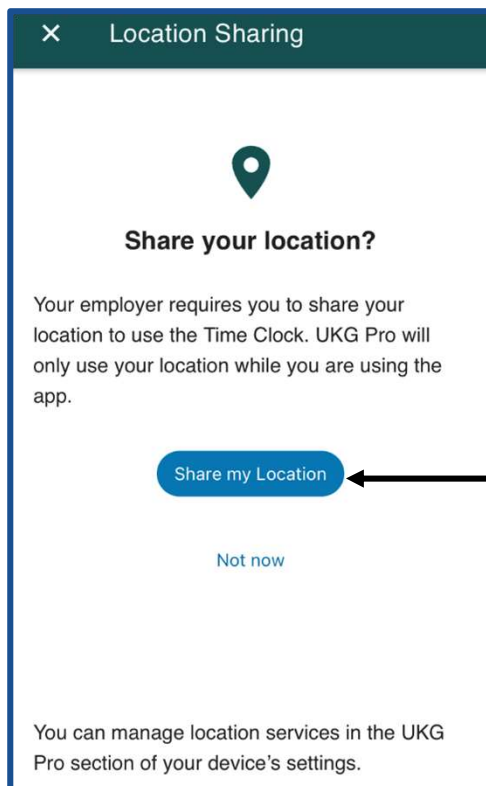 Location Sharing
Share your location?
Your employer requires you to share your
location to use the Time Clock. UKG Pro will
only use your location while you are using the
app.
Share my Location
Not now
You can manage location services in the UKG
Pro section of your device’s settings.